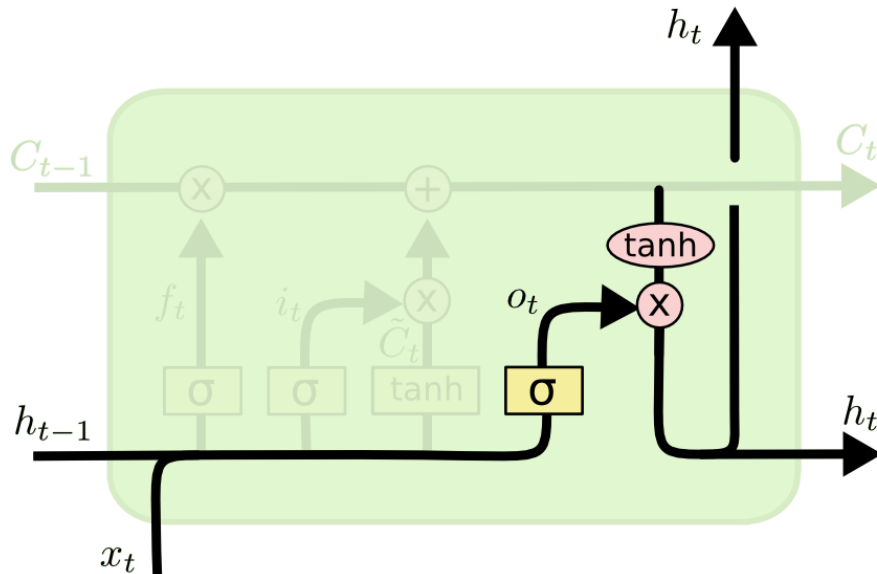 h_t
C_{t-1}
C_t
x
+
tanh
f_t
i_t
x
o_t
x
C̃_t
σ
σ
tanh
σ
h_{t-1}
h_t
x_t